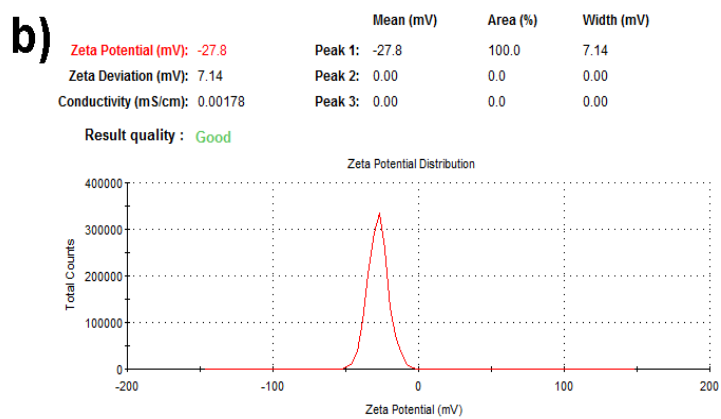 b)
Mean (mV) Area (%) Width (mV)
Zeta Potential (mV): -27.8 Peak 1: -27.8 100.0 7.14
Zeta Deviation (mV): 7.14 Peak 2: 0.00 0.0 0.00
Conductivity (mS/cm): 0.00178 Peak 3: 0.00 0.0 0.00
Result quality : Good
Zeta Potential Distribution
400000
300000
200000
100000
0
Total Counts
-200 -100 0 100 200
Zeta Potential (mV)